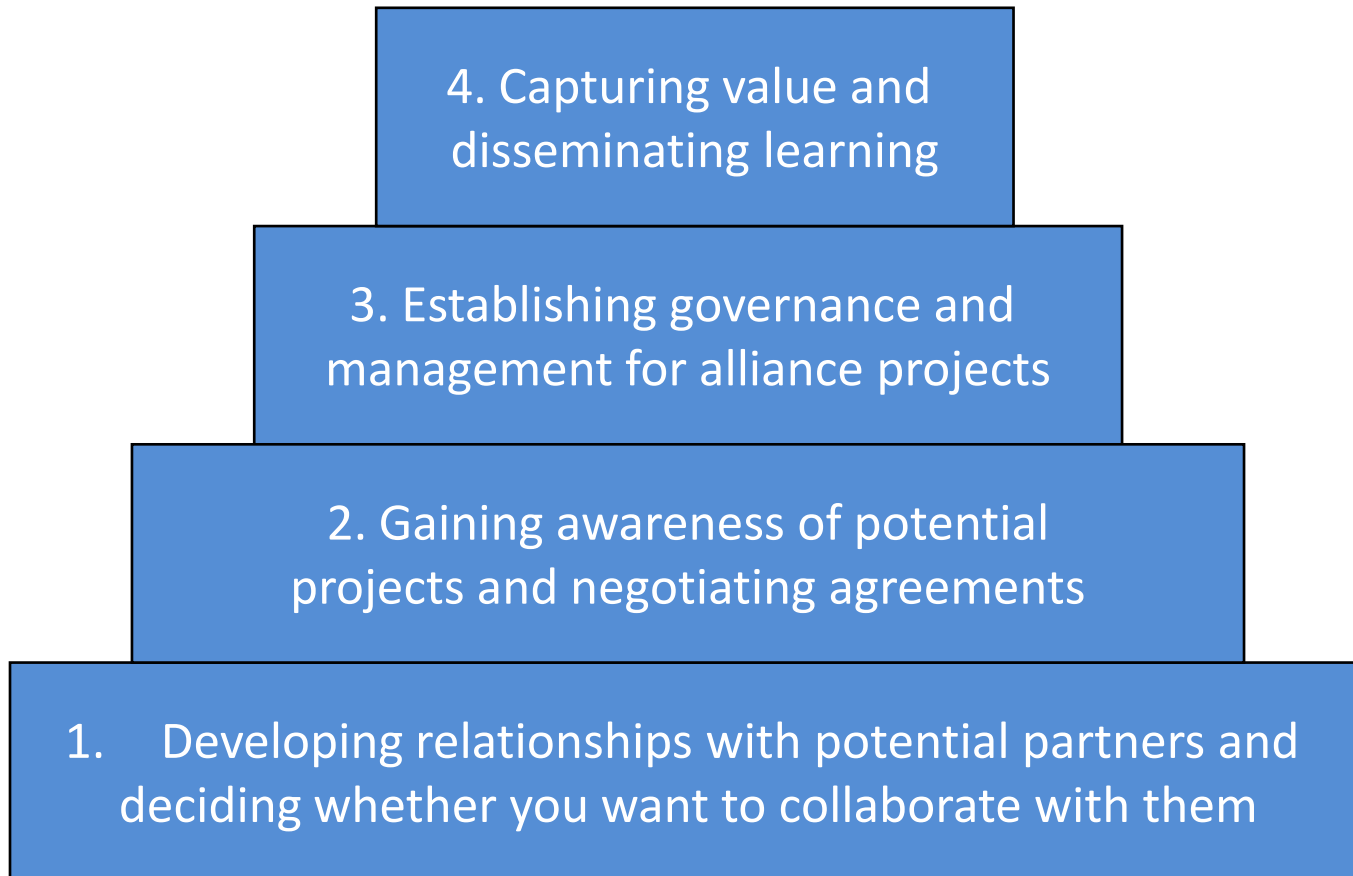 4. Capturing value and
disseminating learning
3. Establishing governance and
management for alliance projects
2. Gaining awareness of potential
projects and negotiating agreements
1. Developing relationships with potential partners and
deciding whether you want to collaborate with them